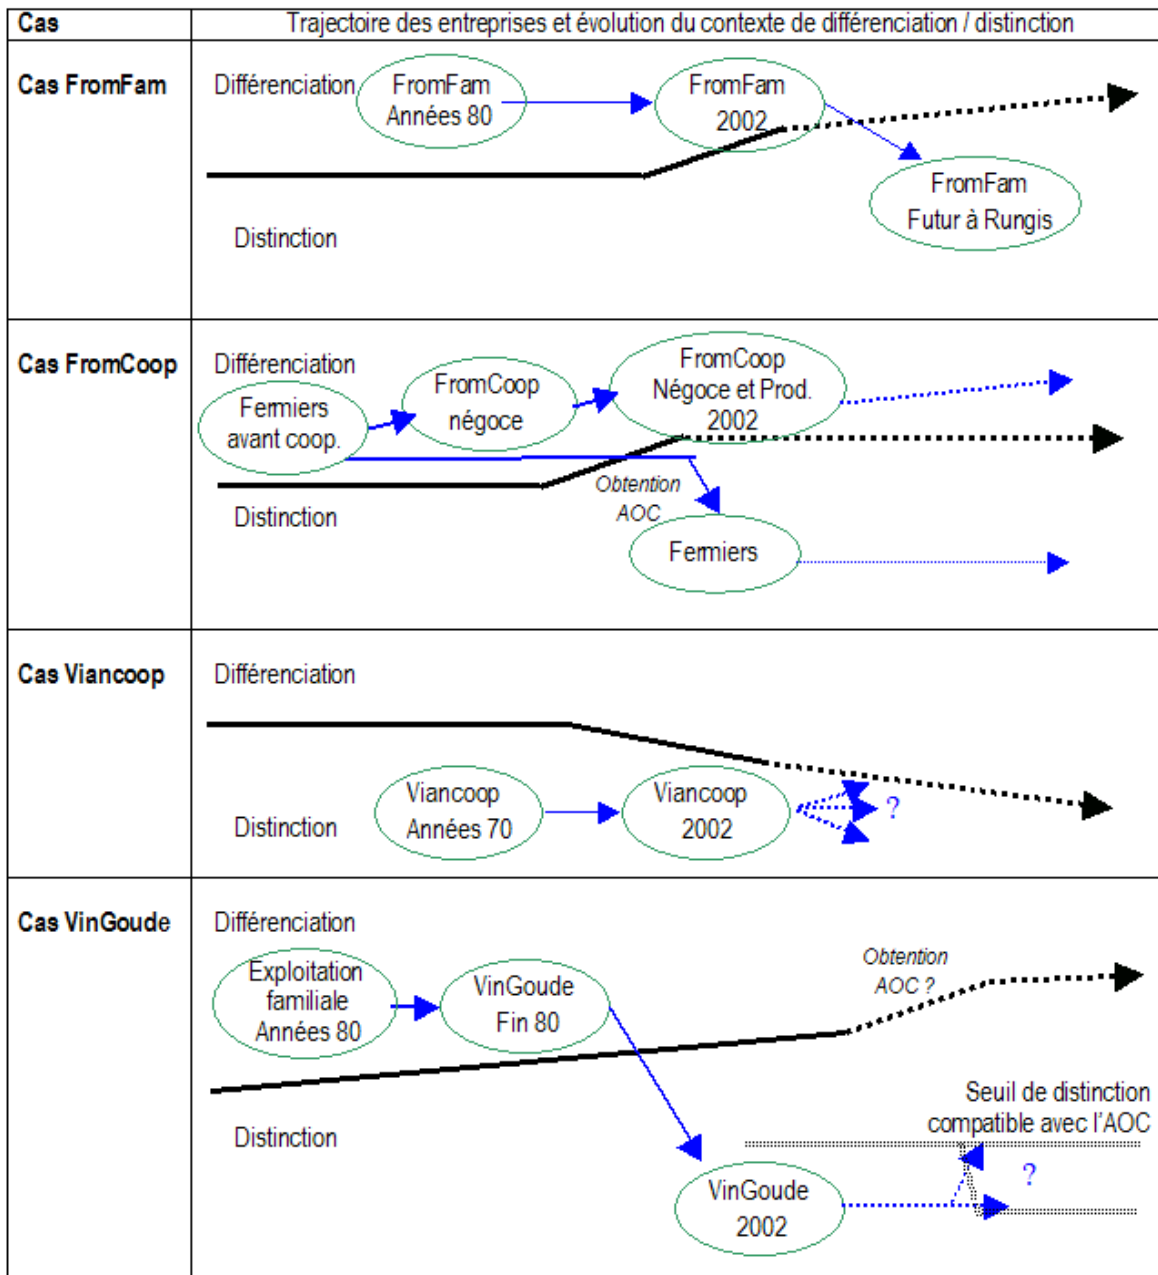 Cas
Trajectoire des entreprises et évolution du contexte de différenciation / distinction
Cas FromFam
Différenciation
FromFam
Années 80
FromFam
2002
FromFam
Futur à Rungis
Distinction
Cas FromCoop
Différenciation
Fermiers
avant coop.
FromCoop
négoce
FromCoop
Négoce et Prod.
2002
Obtention
AOC
Distinction
Fermiers
Cas Viancoop
Différenciation
Viancoop
Années 70
Viancoop
2002
?
Distinction
Cas VinGoude
Différenciation
Exploitation
familiale
Années 80
VinGoude
Fin 80
Obtention
AOC ?
Distinction
Seuil de distinction
compatible avec l'AOC
?
VinGoude
2002